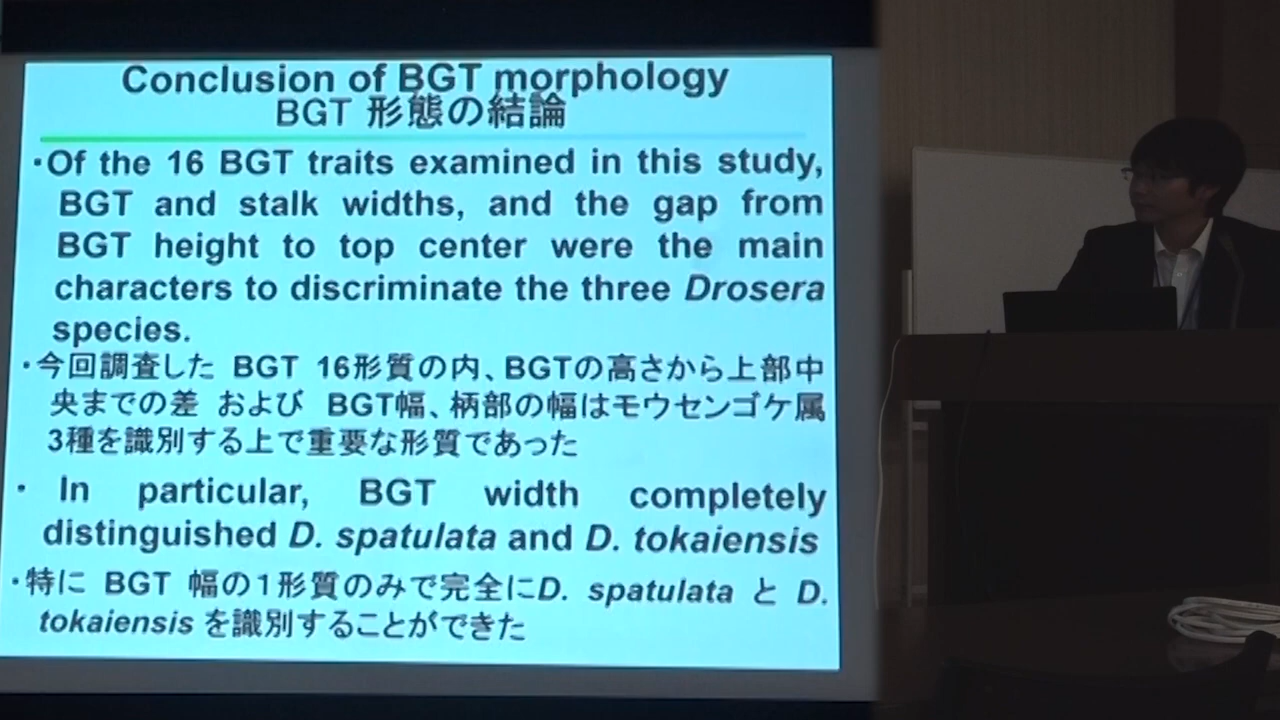 Conclusion of BGT morphology
BGT 形態の結論
・Of the 16 BGT traits examined in this study,
BGT and stalk widths, and the gap from
BGT height to top center were the main
characters to discriminate the three Drosera
species.
・今回調査した BGT 16形質の内、BGTの高さから上部中
央までの差 および BGT幅、柄部の幅はモウセンゴケ属
3種を識別する上で重要な形質であった
・ In particular, BGT width completely
distinguished D. spatulata and D. tokaiensis
・特に BGT 幅の1形質のみで完全にD. spatulata と D.
tokaiensis を識別することができた